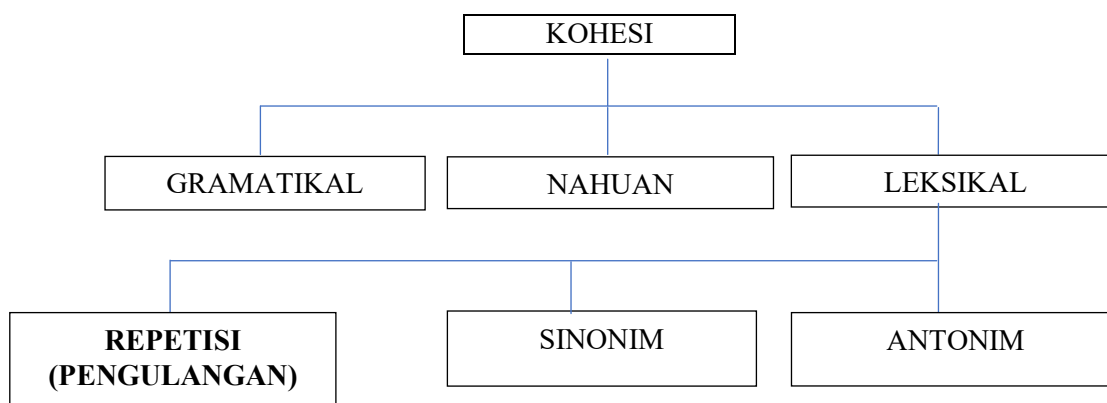 KOHESI
GRAMATIKAL
NAHUAN
LEKSIKAL
REPETISI
(PENGULANGAN)
SINONIM
ANTONIM